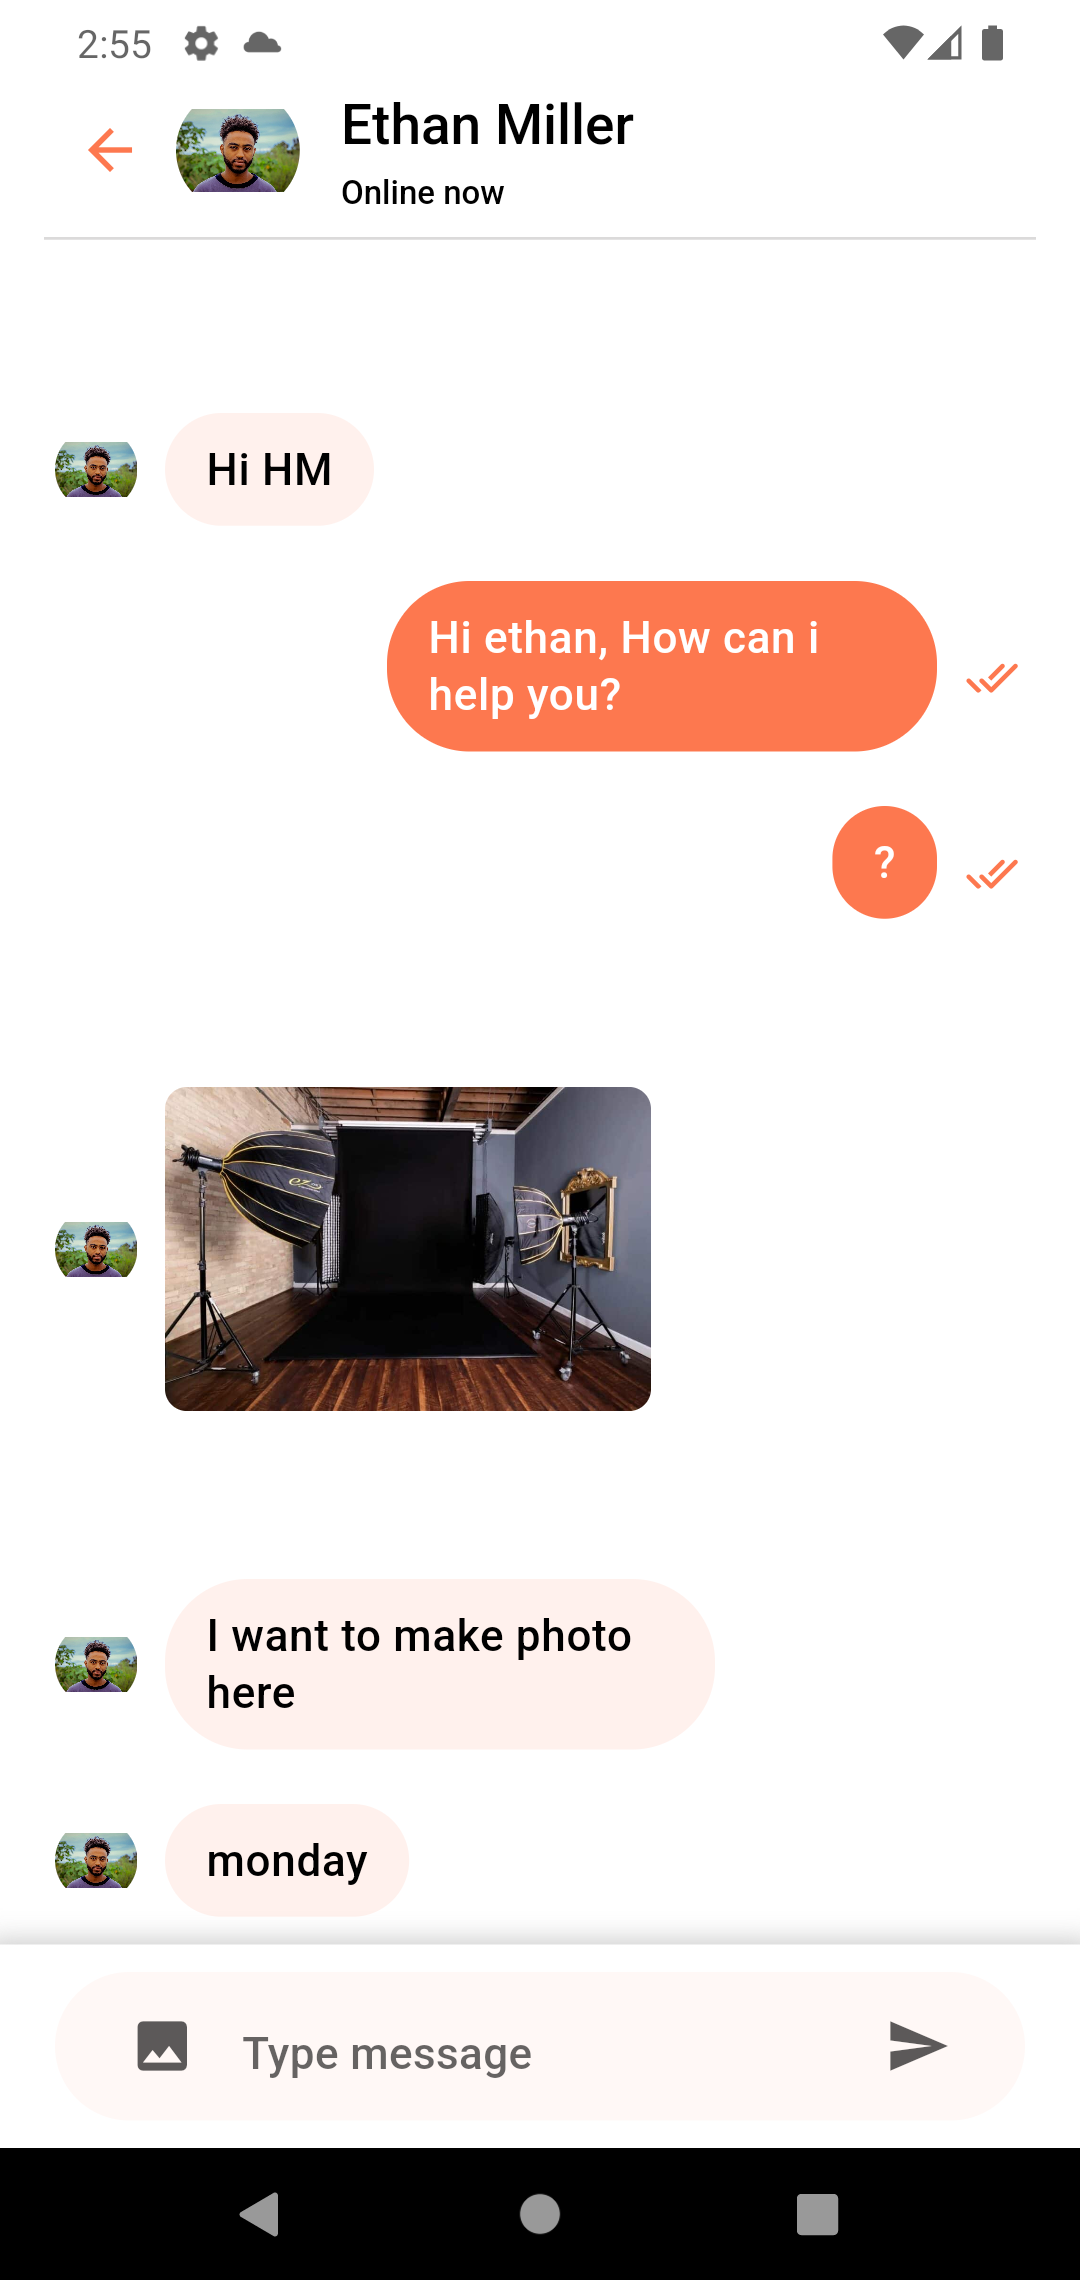 2:55
Ethan Miller
Online now
Hi HM
Hi ethan, How can i
help you?
?
I want to make photo
here
monday
Type message